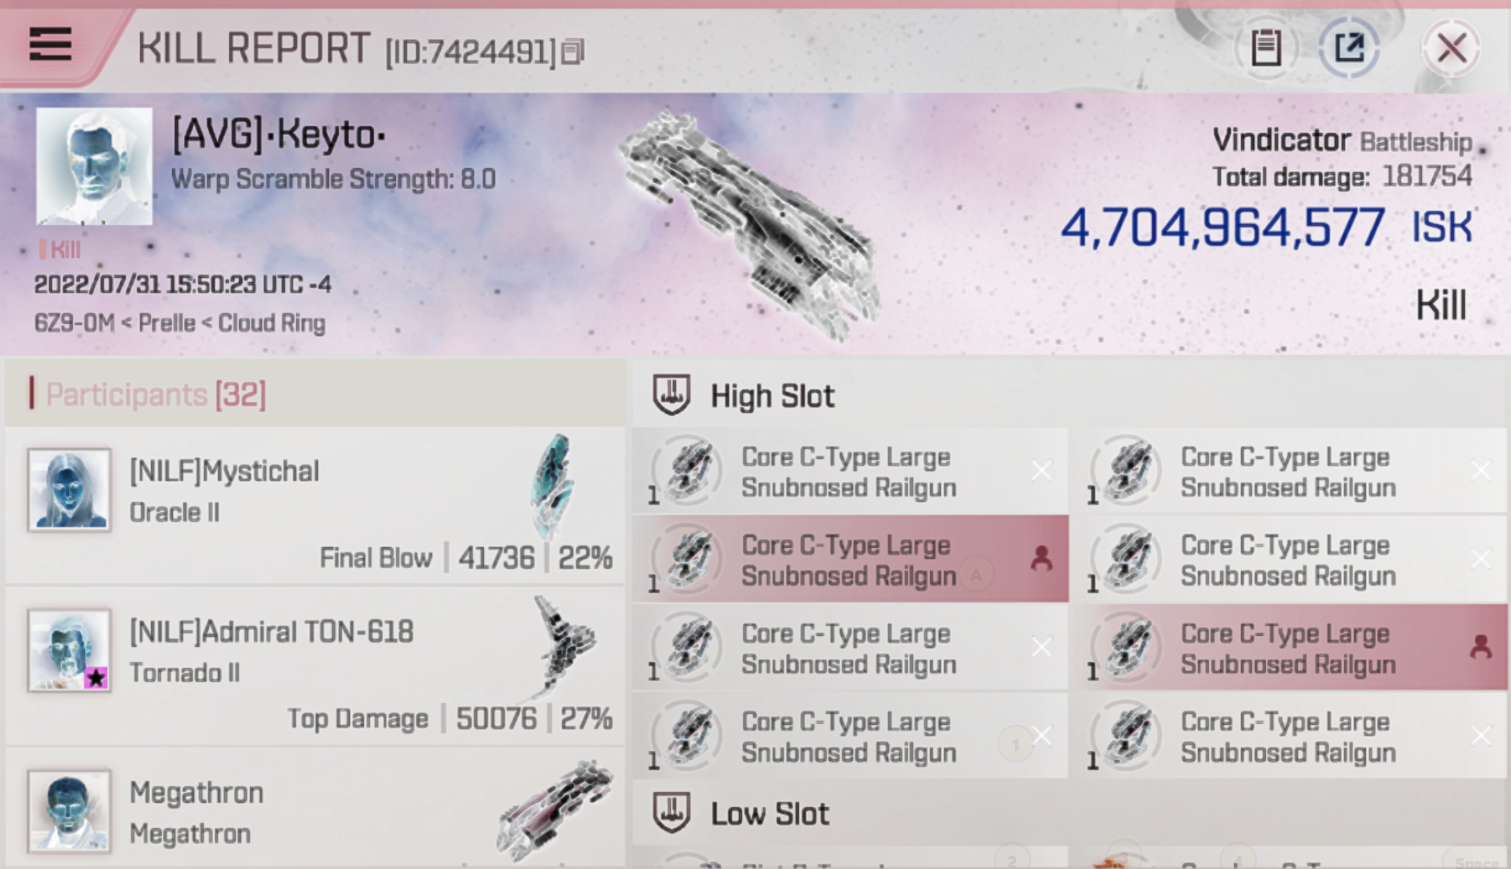 KILL REPORT [ID:7424491]
[AVG]·Keyto·
Warp Scramble Strength: 8.0
Kill
2022/07/31 15:50:23 UTC -4
6Z9-0M < Prelle < Cloud Ring
Vindicator Battleship
Total damage: 181754
4,704,964,577 ISK
Kill
Participants [32]
[NILF]Mystichal
Oracle II
Final Blow | 41736 | 22%
[NILF]Admiral TON-618
Tornado II
Top Damage | 50076 | 27%
Megathron
Megathron
High Slot
Core C-Type Large
Snubnosed Railgun
1
Core C-Type Large
Snubnosed Railgun
1
Core C-Type Large
Snubnosed Railgun
1
A
Core C-Type Large
Snubnosed Railgun
1
Core C-Type Large
Snubnosed Railgun
1
Core C-Type Large
Snubnosed Railgun
1
Core C-Type Large
Snubnosed Railgun
1
1
Core C-Type Large
Snubnosed Railgun
1
Low Slot
2
Space